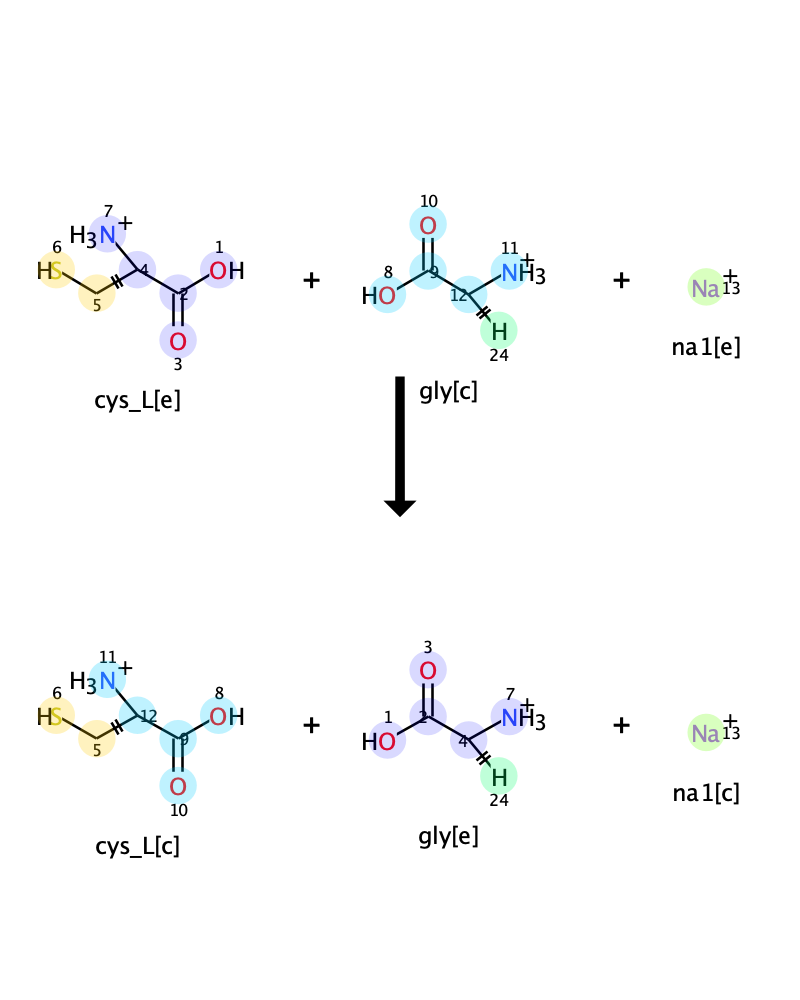 7
H3N+
6
HS
5
4
2
1
OH
O
3
cys_L[e]
+
10
O
8
HO
9
12
11
NH3+
H
24
gly[c]
+
Na+
13
na1[e]
11
H3N+
6
HS
5
12
9
8
OH
O
10
cys_L[c]
+
3
O
1
HO
2
4
7
NH3+
H
24
gly[e]
+
Na+
13
na1[c]